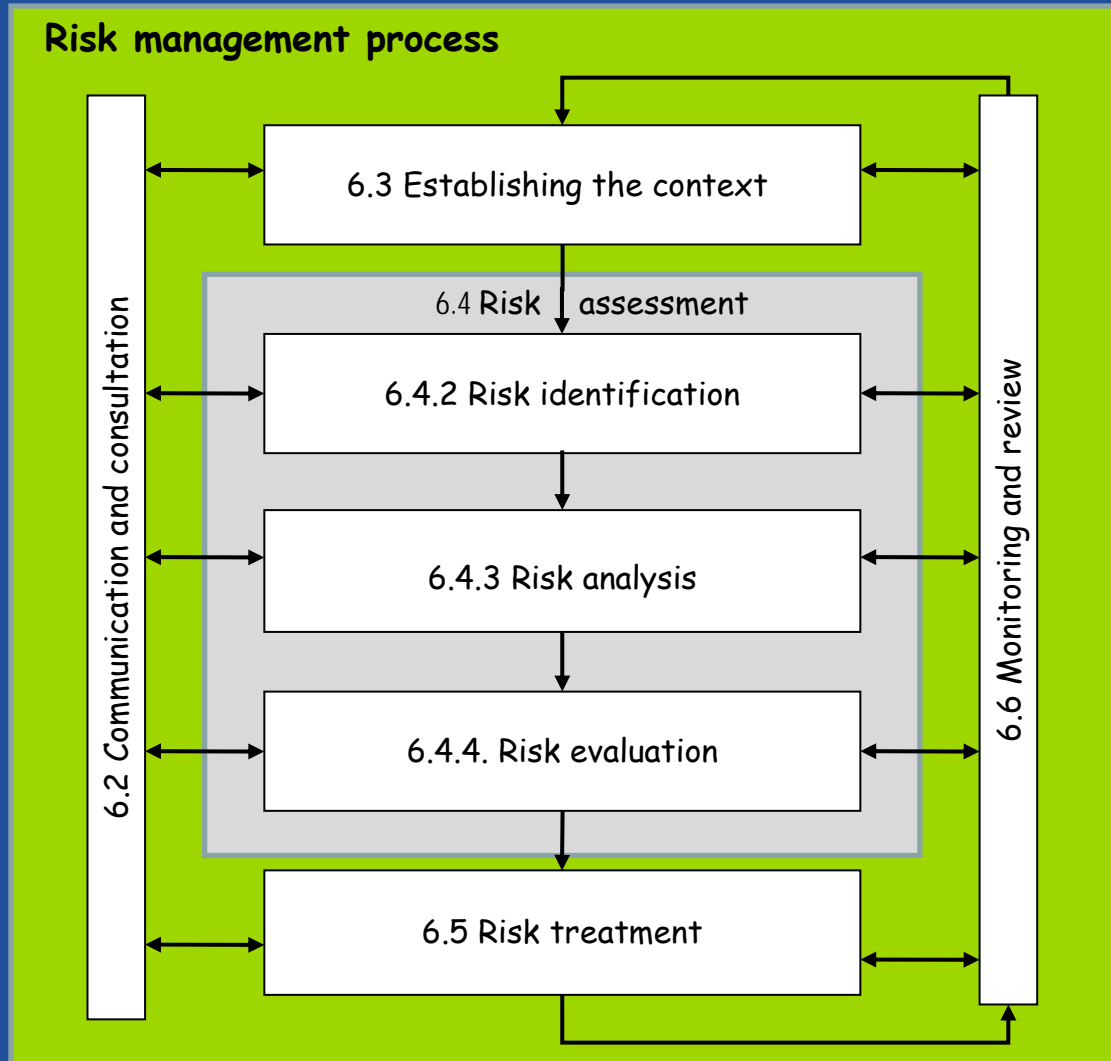 Risk management process
6.2 Communication and consultation
6.3 Establishing the context
6.4 Risk assessment
6.4.2 Risk identification
6.4.3 Risk analysis
6.4.4. Risk evaluation
6.5 Risk treatment
6.6 Monitoring and review